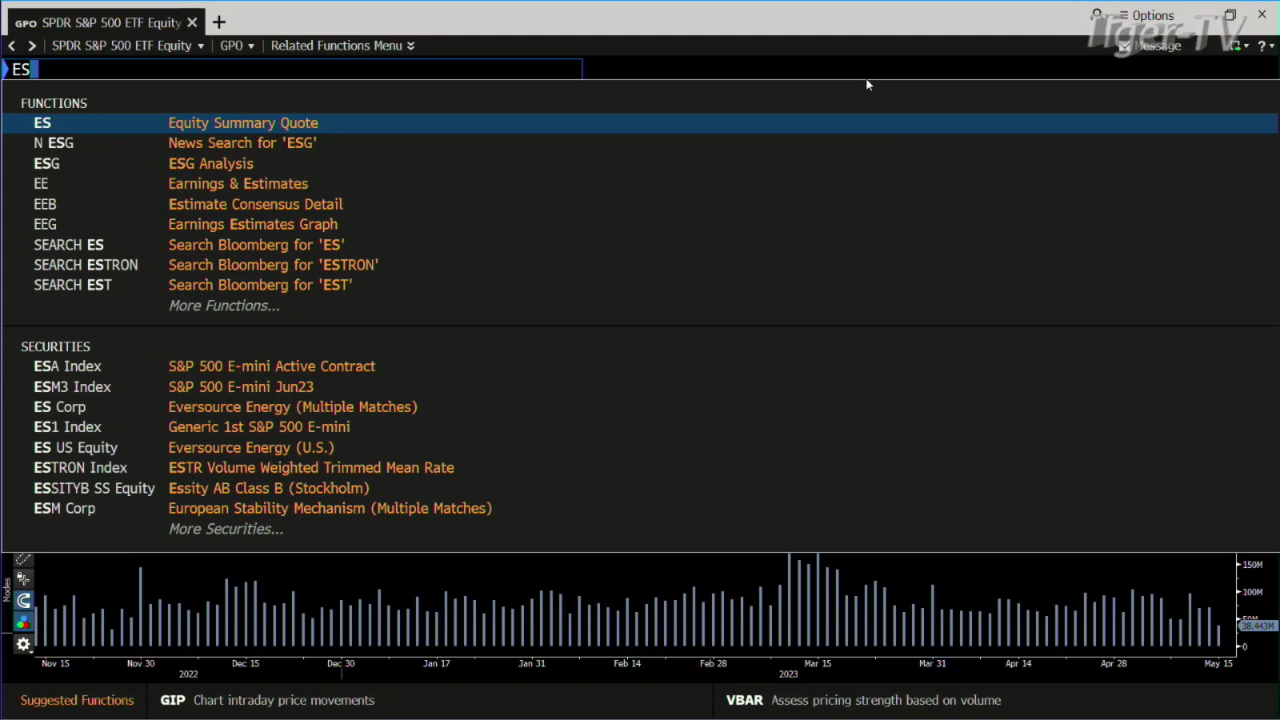 GPO SPDR S&P 500 ETF Equity
Options
SPDR S&P 500 ETF Equity GPO Related Functions Menu Message ?
Tiger-TV
ES
FUNCTIONS
ES Equity Summary Quote
N ESG News Search for 'ESG'
ESG ESG Analysis
EE Earnings & Estimates
EEB Estimate Consensus Detail
EEG Earnings Estimates Graph
SEARCH ES Search Bloomberg for 'ES'
SEARCH ESTRON Search Bloomberg for 'ESTRON'
SEARCH EST Search Bloomberg for 'EST'
More Functions...
SECURITIES
ESA Index S&P 500 E-mini Active Contract
ESM3 Index S&P 500 E-mini Jun23
ES Corp Eversource Energy (Multiple Matches)
ES1 Index Generic 1st S&P 500 E-mini
ES US Equity Eversource Energy (U.S.)
ESTRON Index ESTR Volume Weighted Trimmed Mean Rate
ESSITYB SS Equity Essity AB Class B (Stockholm)
ESM Corp European Stability Mechanism (Multiple Matches)
More Securities...
Modes
150M
100M
50M
38.443M
0
Nov 15 Nov 30 Dec 15 Dec 30 Jan 17 Jan 31 Feb 14 Feb 28 Mar 15 Mar 31 Apr 14 Apr 28 May 15
2022 2023
Suggested Functions GIP Chart intraday price movements VBAR Assess pricing strength based on volume